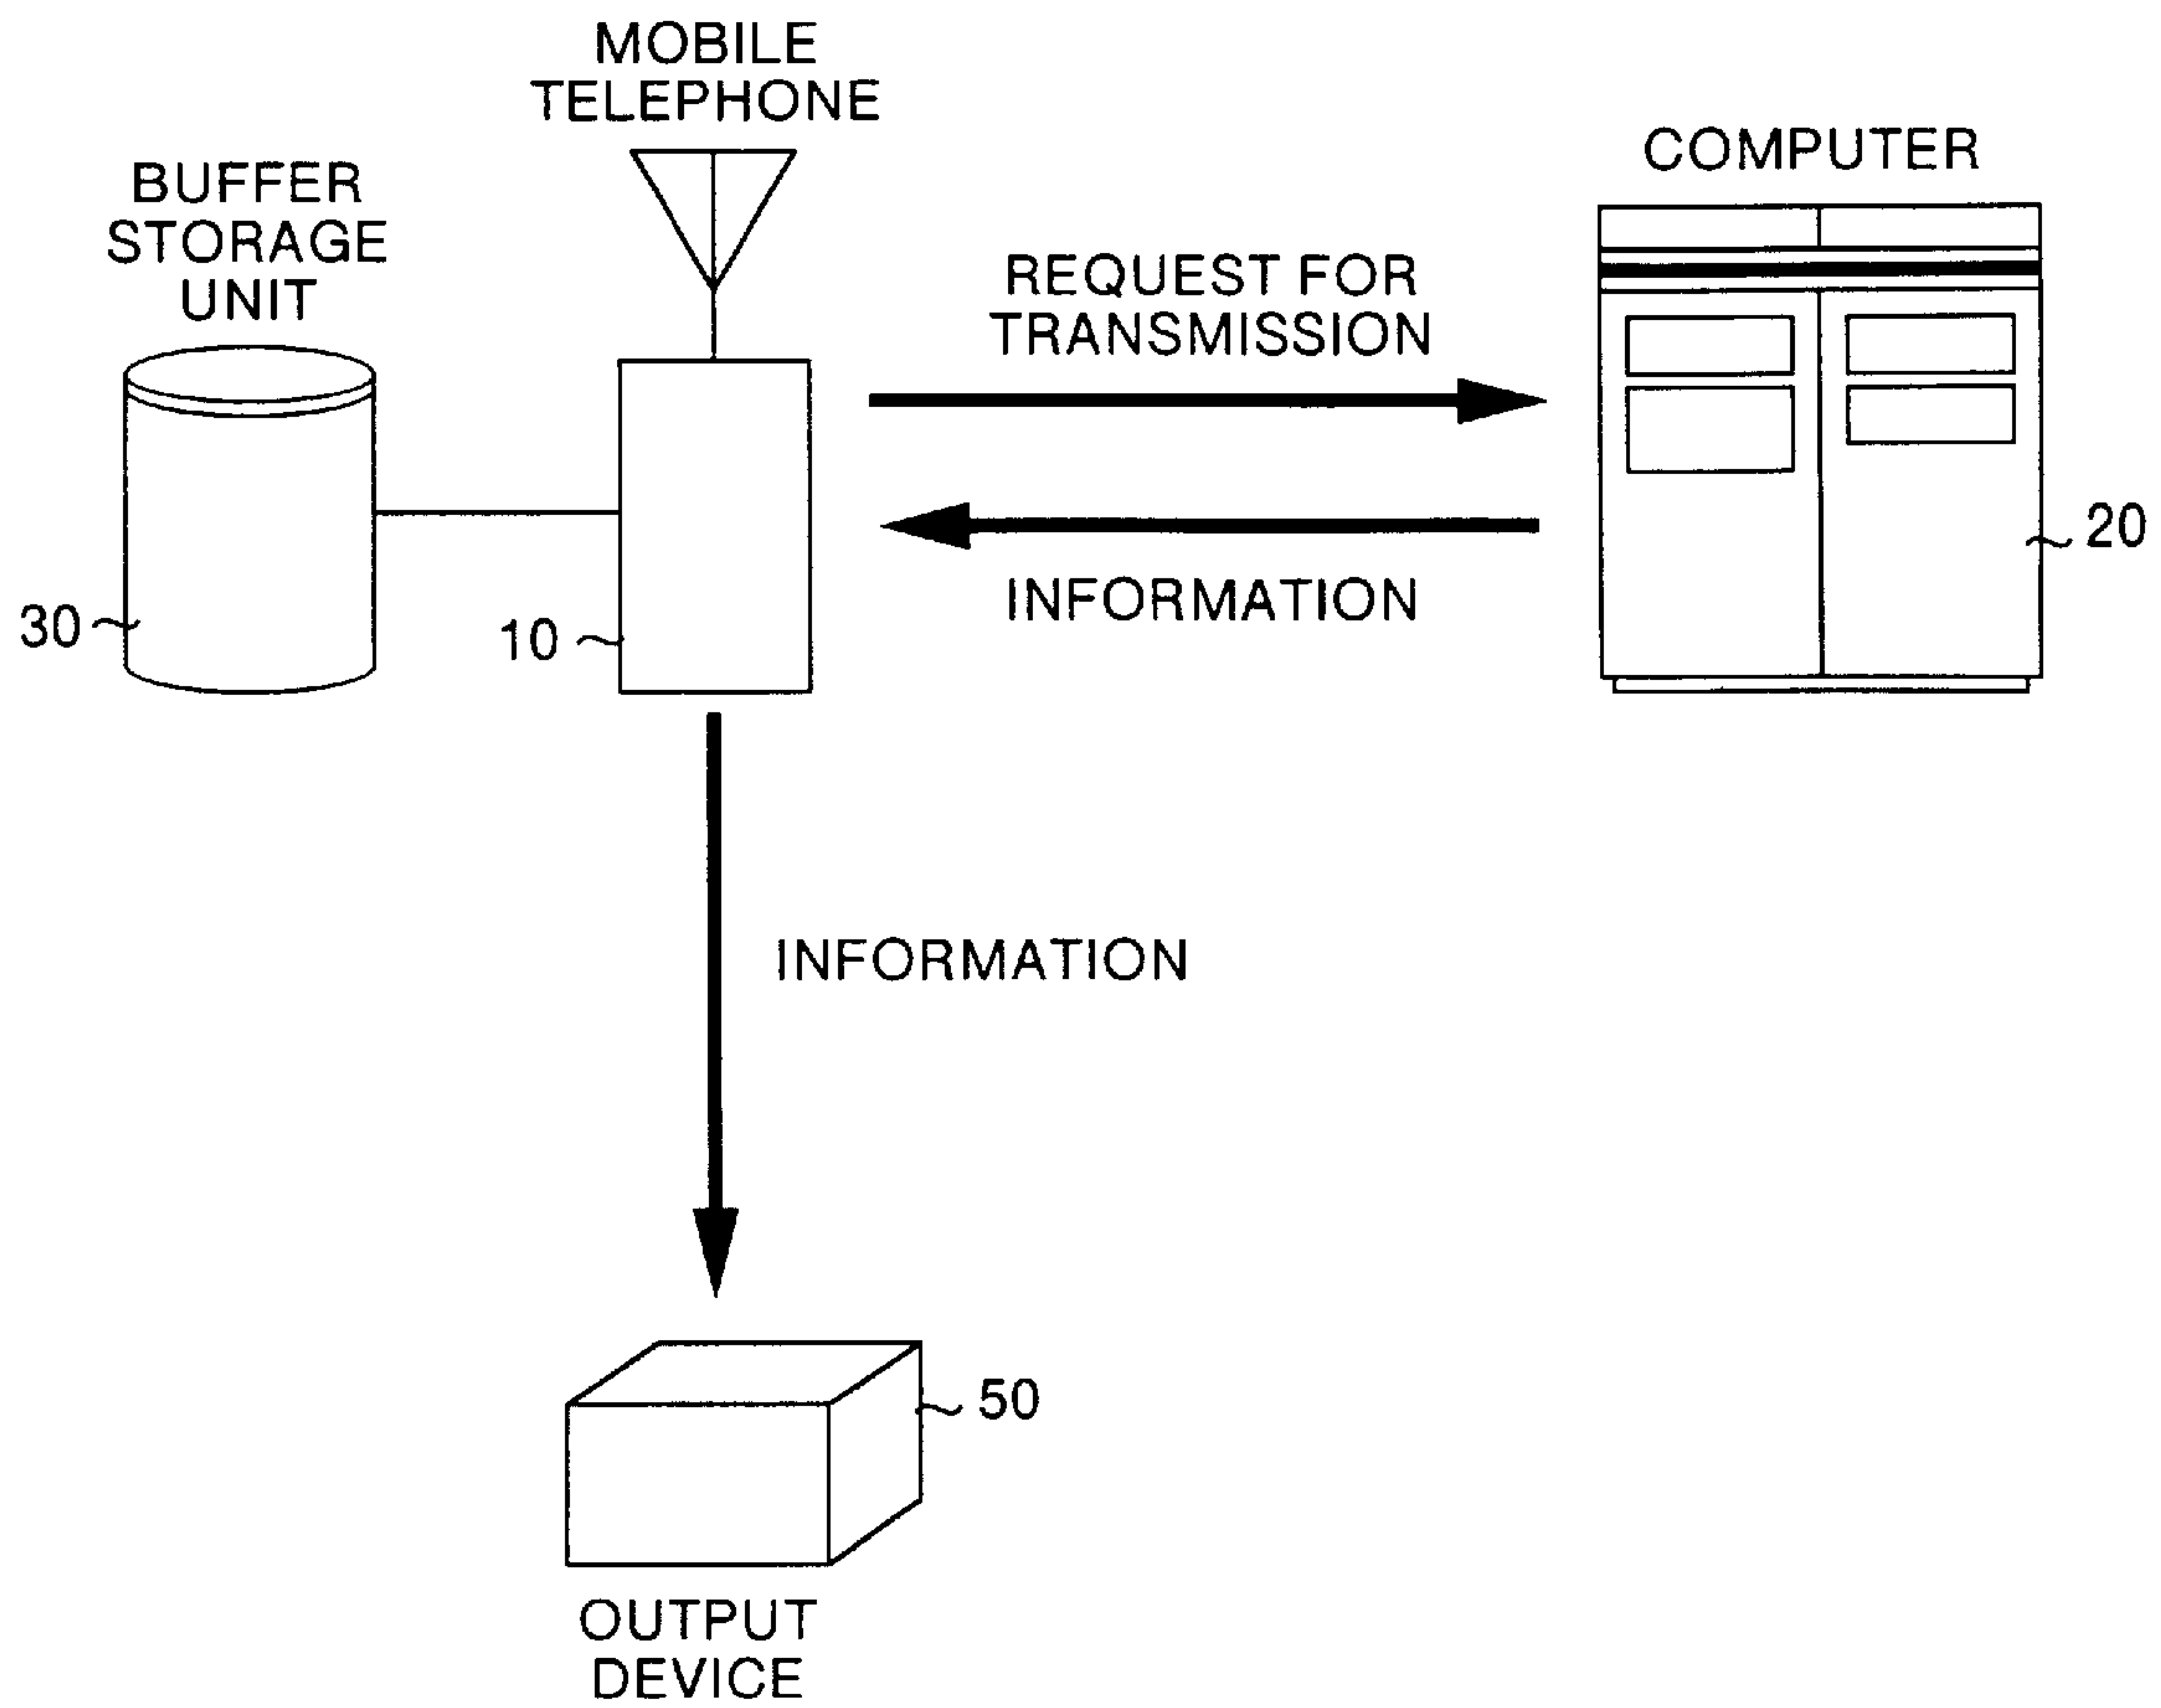 MOBILE
TELEPHONE
BUFFER
STORAGE
UNIT
COMPUTER
REQUEST FOR
TRANSMISSION
INFORMATION
30
10
20
INFORMATION
50
OUTPUT
DEVICE